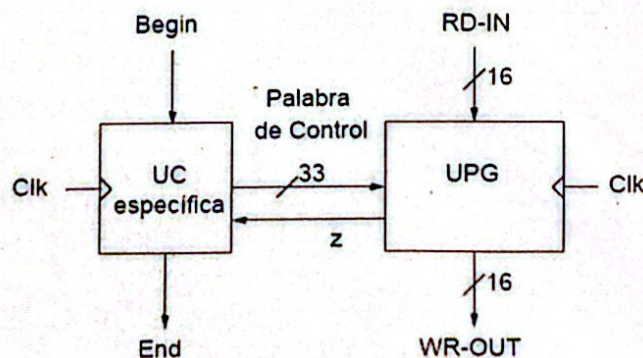 Begin
RD-IN
16
Palabra
de Control
Clk
UC
específica
33
UPG
Clk
z
16
End
WR-OUT